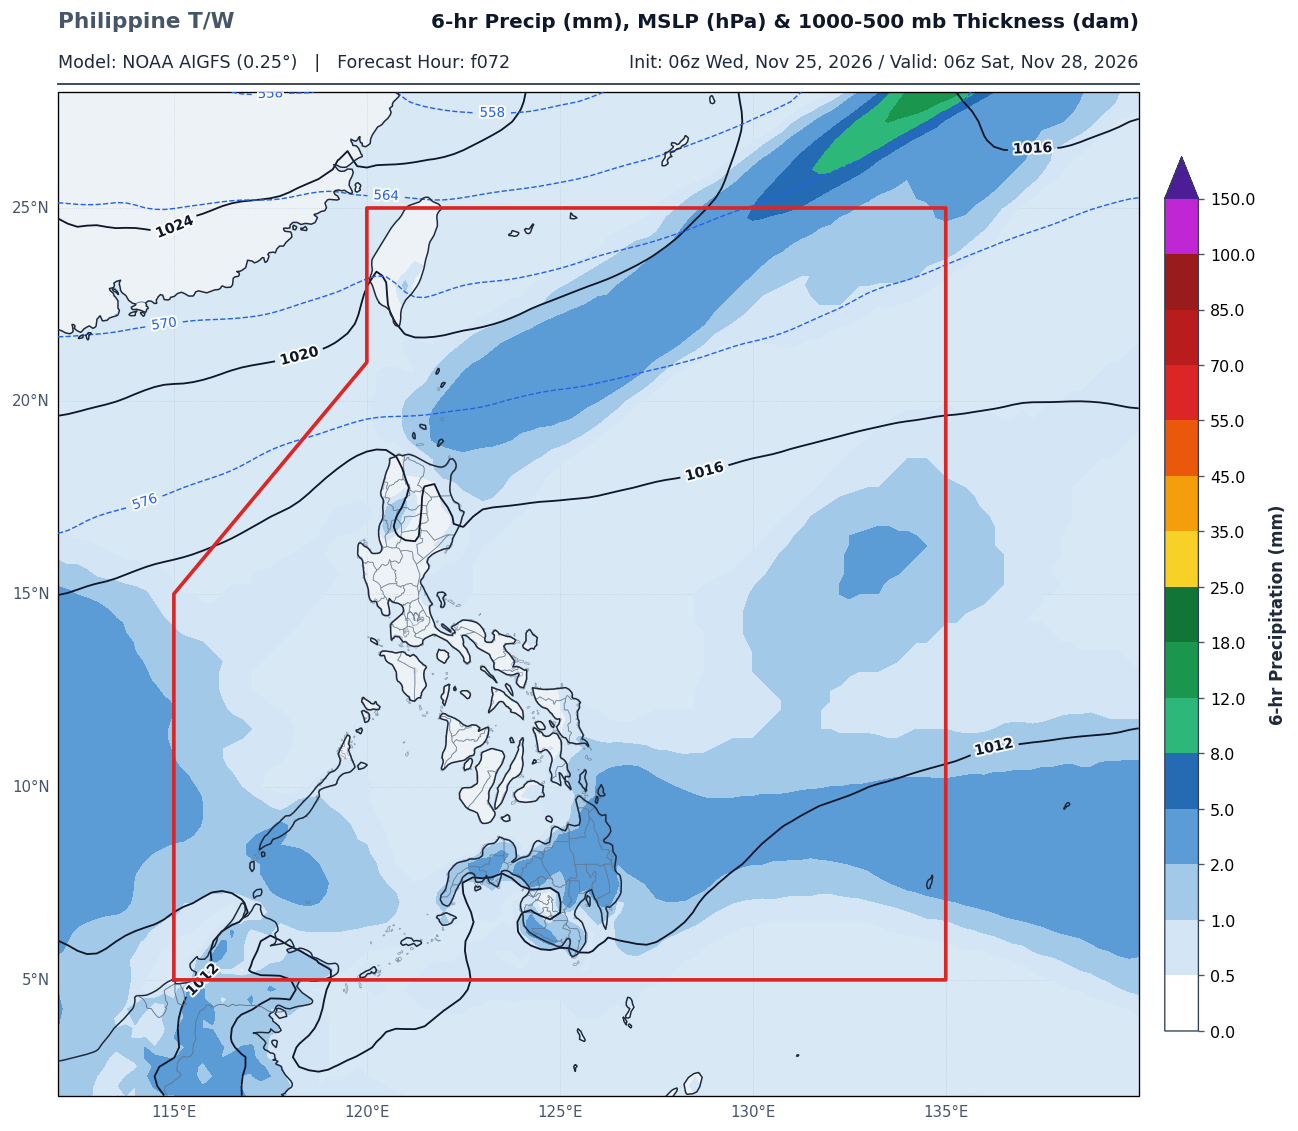 Philippine T/W
6-hr Precip (mm), MSLP (hPa) & 1000-500 mb Thickness (dam)
Model: NOAA AIGFS (0.25°) | Forecast Hour: f072
Init: 06z Wed, Nov 25, 2026 / Valid: 06z Sat, Nov 28, 2026
558
558
1016
564
1024
25°N
570
1020
20°N
1016
576
15°N
1012
10°N
1012
5°N
115°E
120°E
125°E
130°E
135°E
150.0
100.0
85.0
70.0
55.0
45.0
35.0
25.0
18.0
12.0
8.0
5.0
2.0
1.0
0.5
0.0
6-hr Precipitation (mm)